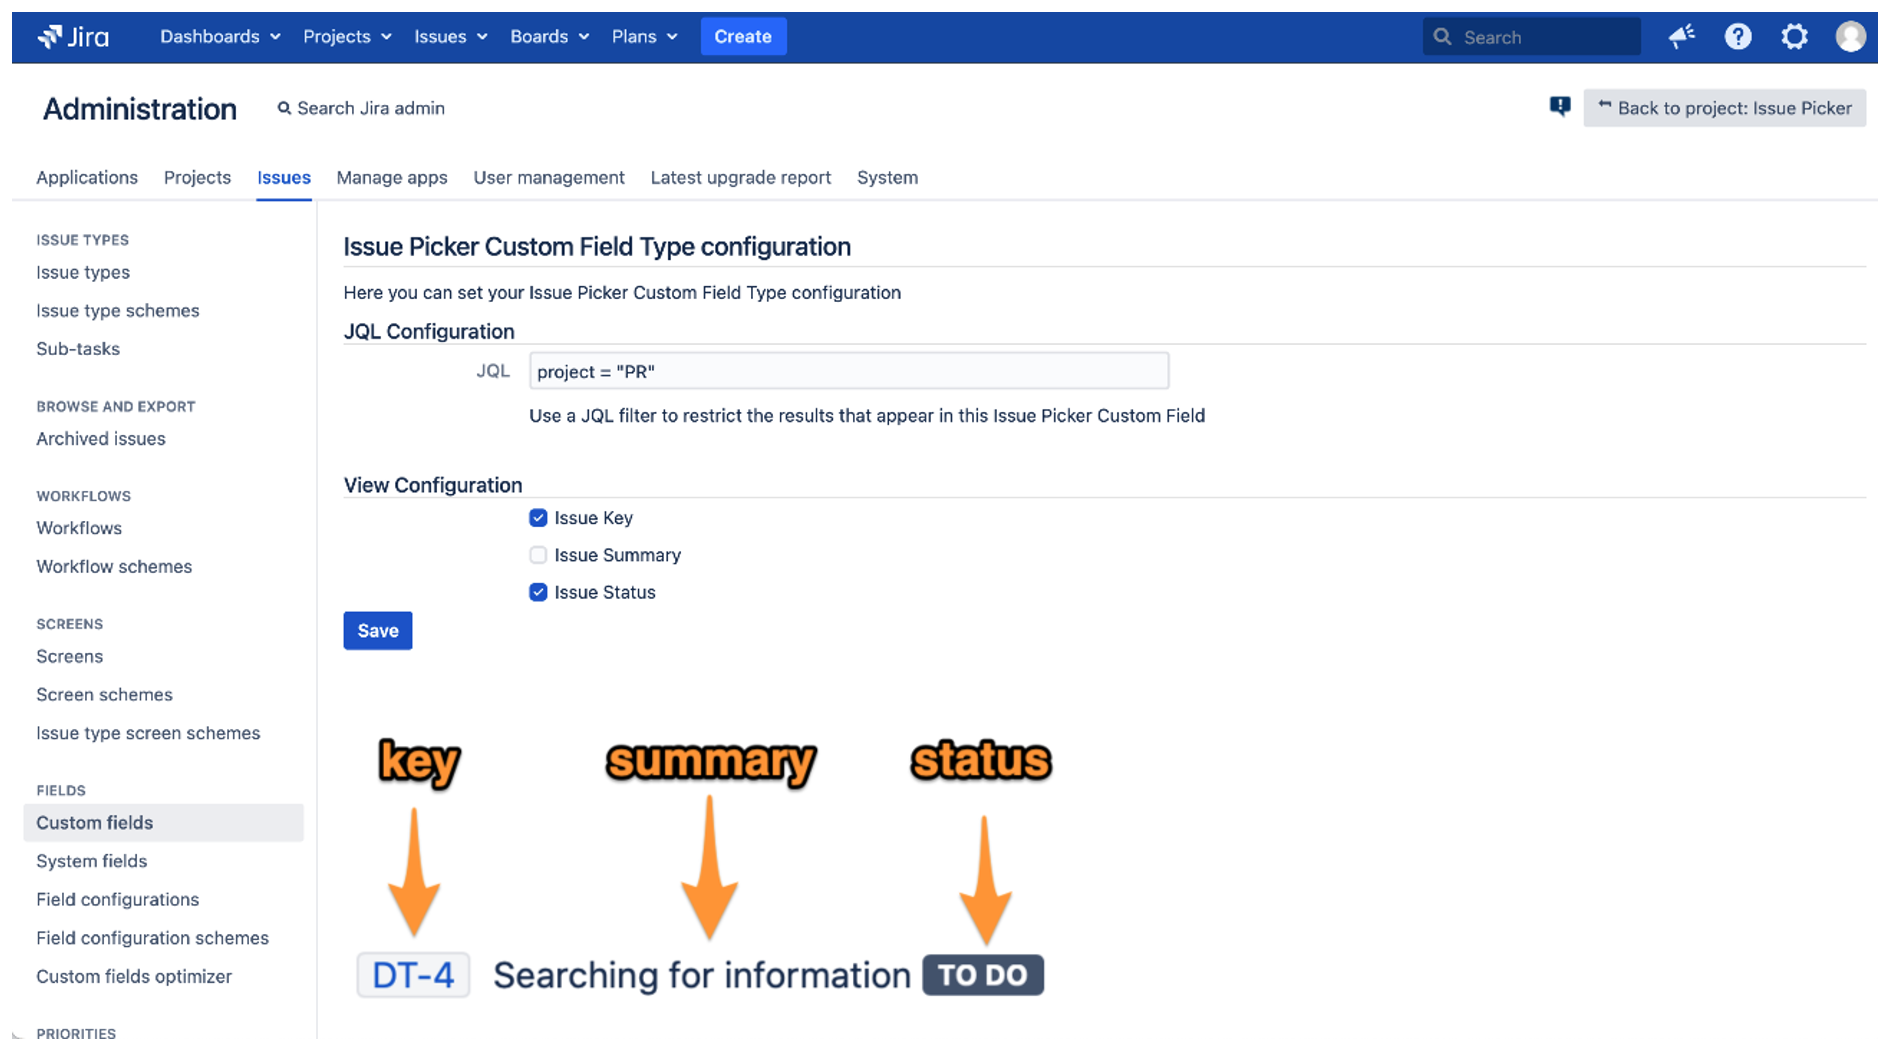 Jira Dashboards Projects Issues Boards Plans Create Search
Administration Search Jira admin Back to project: Issue Picker
Applications Projects Issues Manage apps User management Latest upgrade report System
ISSUE TYPES
Issue types
Issue type schemes
Sub-tasks
BROWSE AND EXPORT
Archived issues
WORKFLOWS
Workflows
Workflow schemes
SCREENS
Screens
Screen schemes
Issue type screen schemes
FIELDS
Custom fields
System fields
Field configurations
Field configuration schemes
Custom fields optimizer
PRIORITIES
Issue Picker Custom Field Type configuration
Here you can set your Issue Picker Custom Field Type configuration
JQL Configuration
JQL project = "PR"
Use a JQL filter to restrict the results that appear in this Issue Picker Custom Field
View Configuration
Issue Key
Issue Summary
Issue Status
Save
key summary status
DT-4 Searching for information TO DO